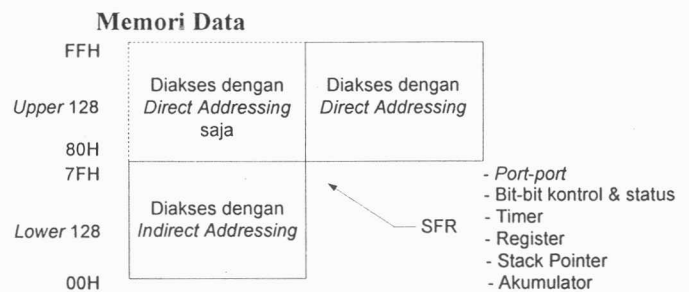 Memori Data
FFH
Upper 128
80H
7FH
Lower 128
00H
Diakses dengan
Direct Addressing
saja
Diakses dengan
Direct Addressing
Diakses dengan
Indirect Addressing
SFR
- Port-port
- Bit-bit kontrol & status
- Timer
- Register
- Stack Pointer
- Akumulator